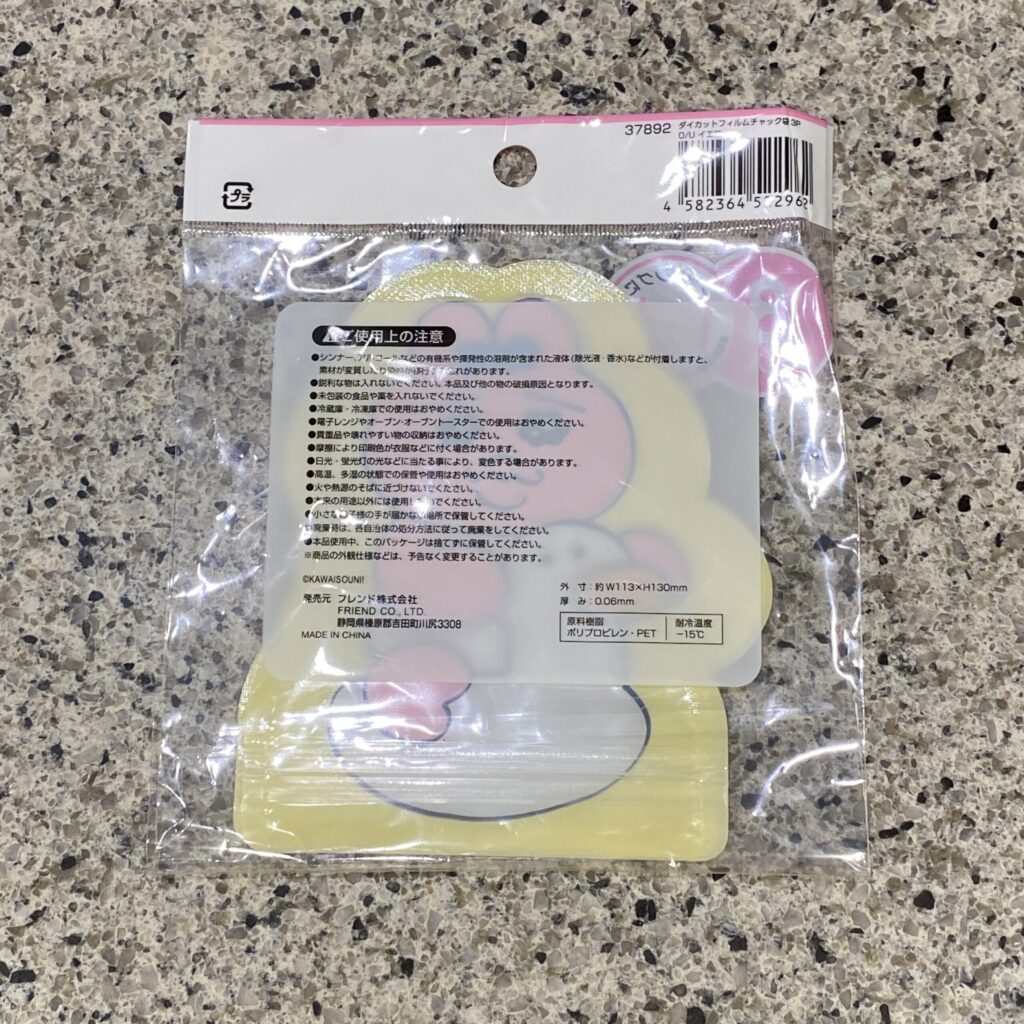 37892 ダイカットフィルムチャック袋3P
O/U イエロ
プラ
4 582364 5 296
グに
ご使用上の注意
●シンナー、アルコールなどの有機系や揮発性の溶剤が含まれた液体(除光液・香水)などが付着しますと、
素材が変質したり があります。
●鋭利な物は入れないでください。本品及び他の物の破損原因となります。
●未包装の食品や薬を入れないでください。
●冷蔵庫・冷凍庫での使用はおやめください。
●電子レンジやオーブン・オーブントースターでの使用はおやめください。
●貴重品や壊れやすい物の収納はおやめください。
●摩擦により印刷色が衣服などに付く場合があります。
●日光・蛍光灯の光などに当たる事により、変色する場合があります。
●高温、多湿の状態での保管や使用はおやめください。
●火や熱源のそばに近づけないでください。
●本来の用途以外には使用しないでください。
●小さなお子様の手が届かない場所で保管してください。
●廃棄時は、各自治体の処分方法に従って廃棄をしてください。
●本品使用中、このパッケージは捨てずに保管してください。
※商品の外観仕様などは、予告なく変更することがあります。
©KAWAISOUNI!
発売元 フレンド株式会社
FRIEND CO., LTD.
静岡県榛原郡吉田町川尻3308
MADE IN CHINA
外 寸：約W113×H130mm
厚 み：0.06mm
原料樹脂
ポリプロピレン・PET
耐冷温度
−15℃